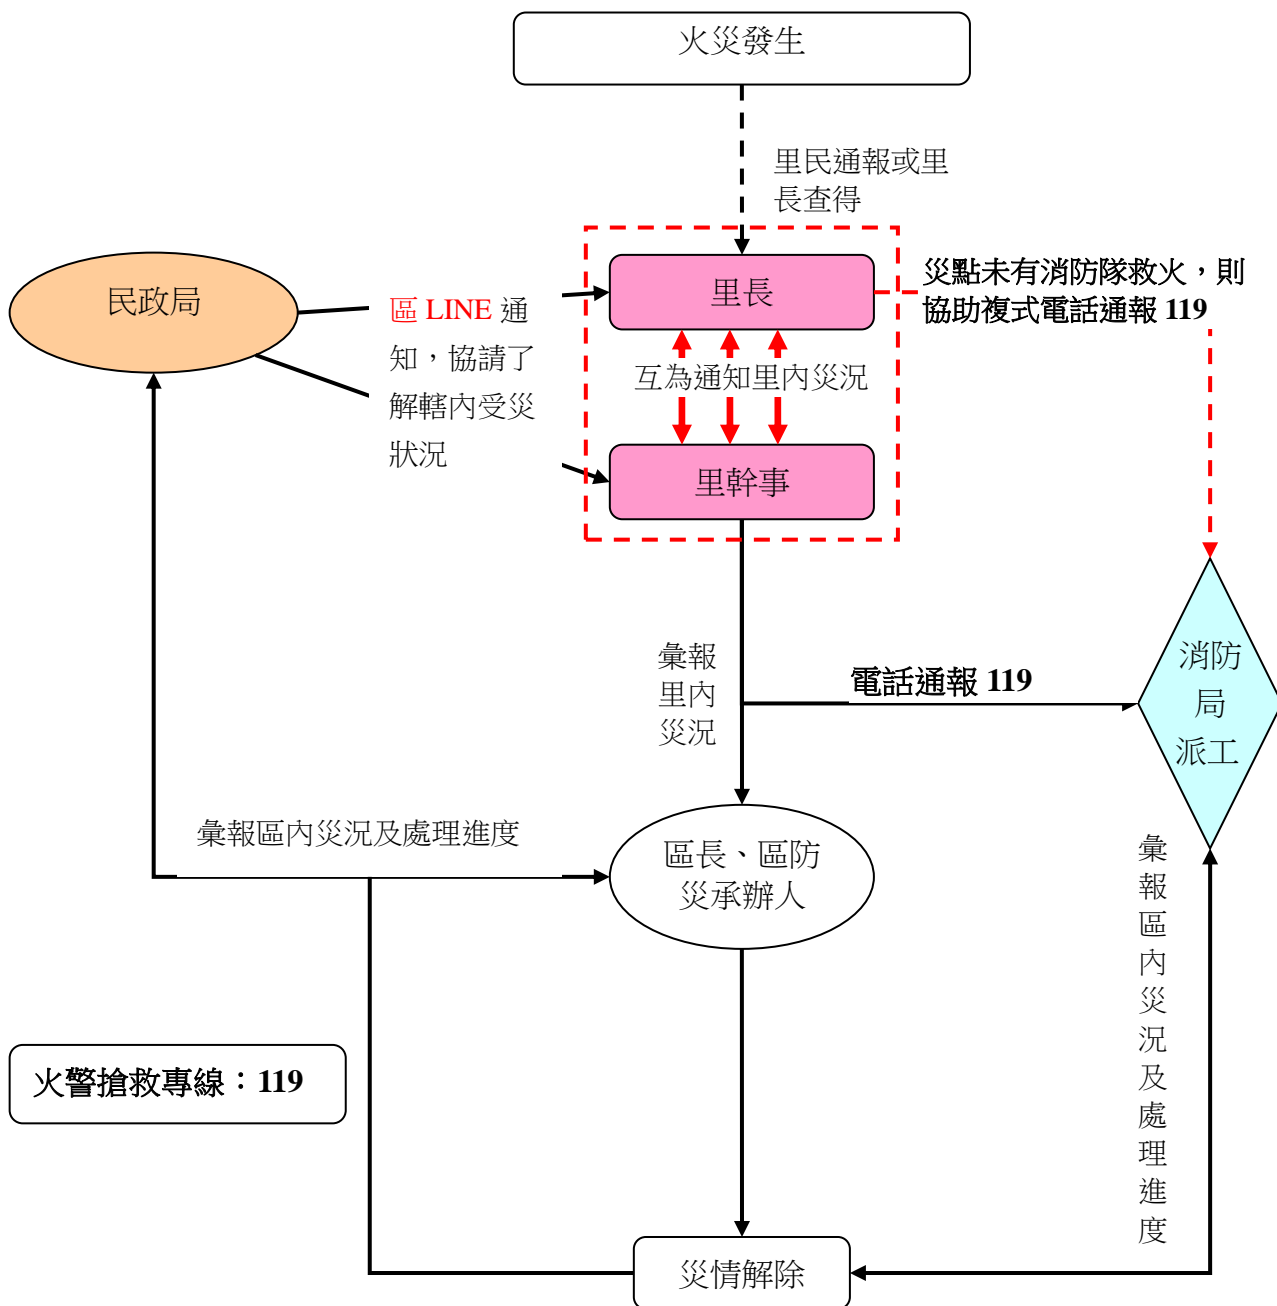 火災發生
里民通報或里
長查得
民政局
區 LINE 通
知，協請了
解轄內受災
狀況
里長
災點未有消防隊救火，則
協助複式電話通報 119
互為通知里內災況
里幹事
彙報
里內
災況
電話通報 119
消防
局
派工
彙報區內災況及處理進度
區長、區防
災承辦人
彙報區內災況及處理進度
火警搶救專線：119
災情解除